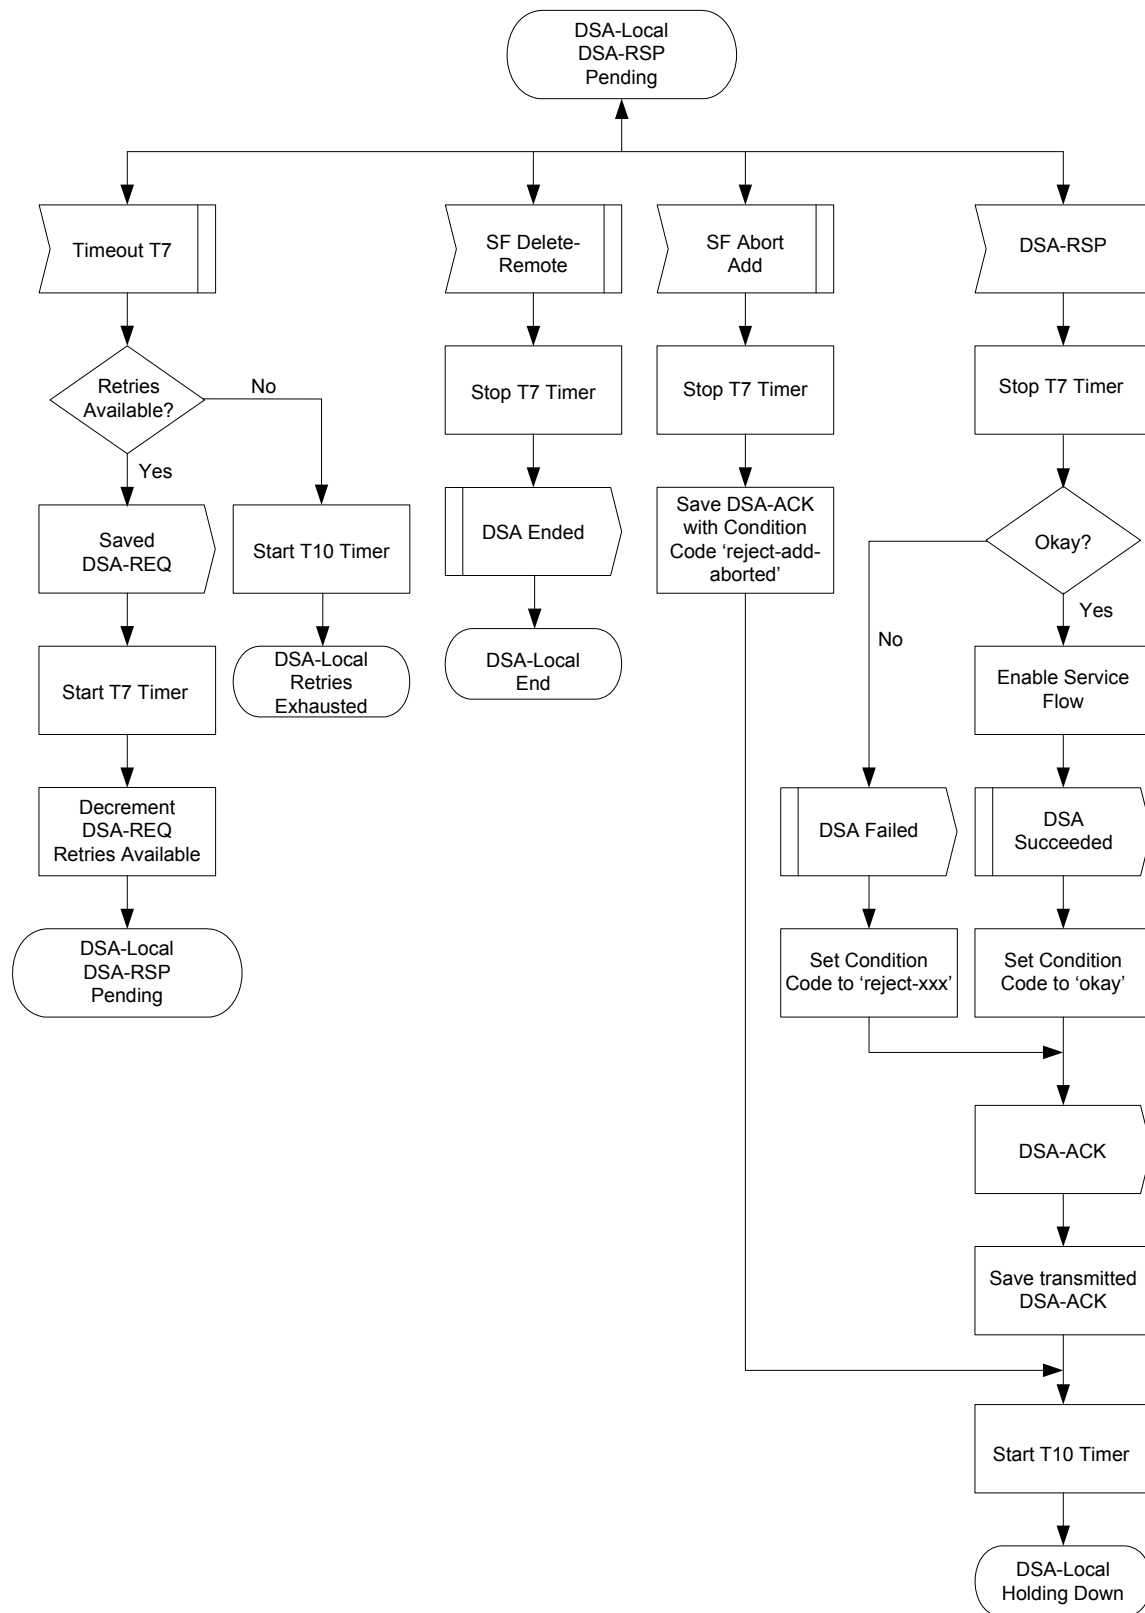 DSA-Local
DSA-RSP
Pending
Timeout T7
SF Delete-
Remote
SF Abort
Add
DSA-RSP
Retries
Available?
No
Yes
Stop T7 Timer
Stop T7 Timer
Stop T7 Timer
Saved
DSA-REQ
Start T10 Timer
DSA Ended
Save DSA-ACK
with Condition
Code ‘reject-add-
aborted’
Okay?
Yes
No
Start T7 Timer
DSA-Local
Retries
Exhausted
DSA-Local
End
Enable Service
Flow
Decrement
DSA-REQ
Retries Available
DSA Failed
DSA
Succeeded
DSA-Local
DSA-RSP
Pending
Set Condition
Code to ‘reject-xxx’
Set Condition
Code to ‘okay’
DSA-ACK
Save transmitted
DSA-ACK
Start T10 Timer
DSA-Local
Holding Down